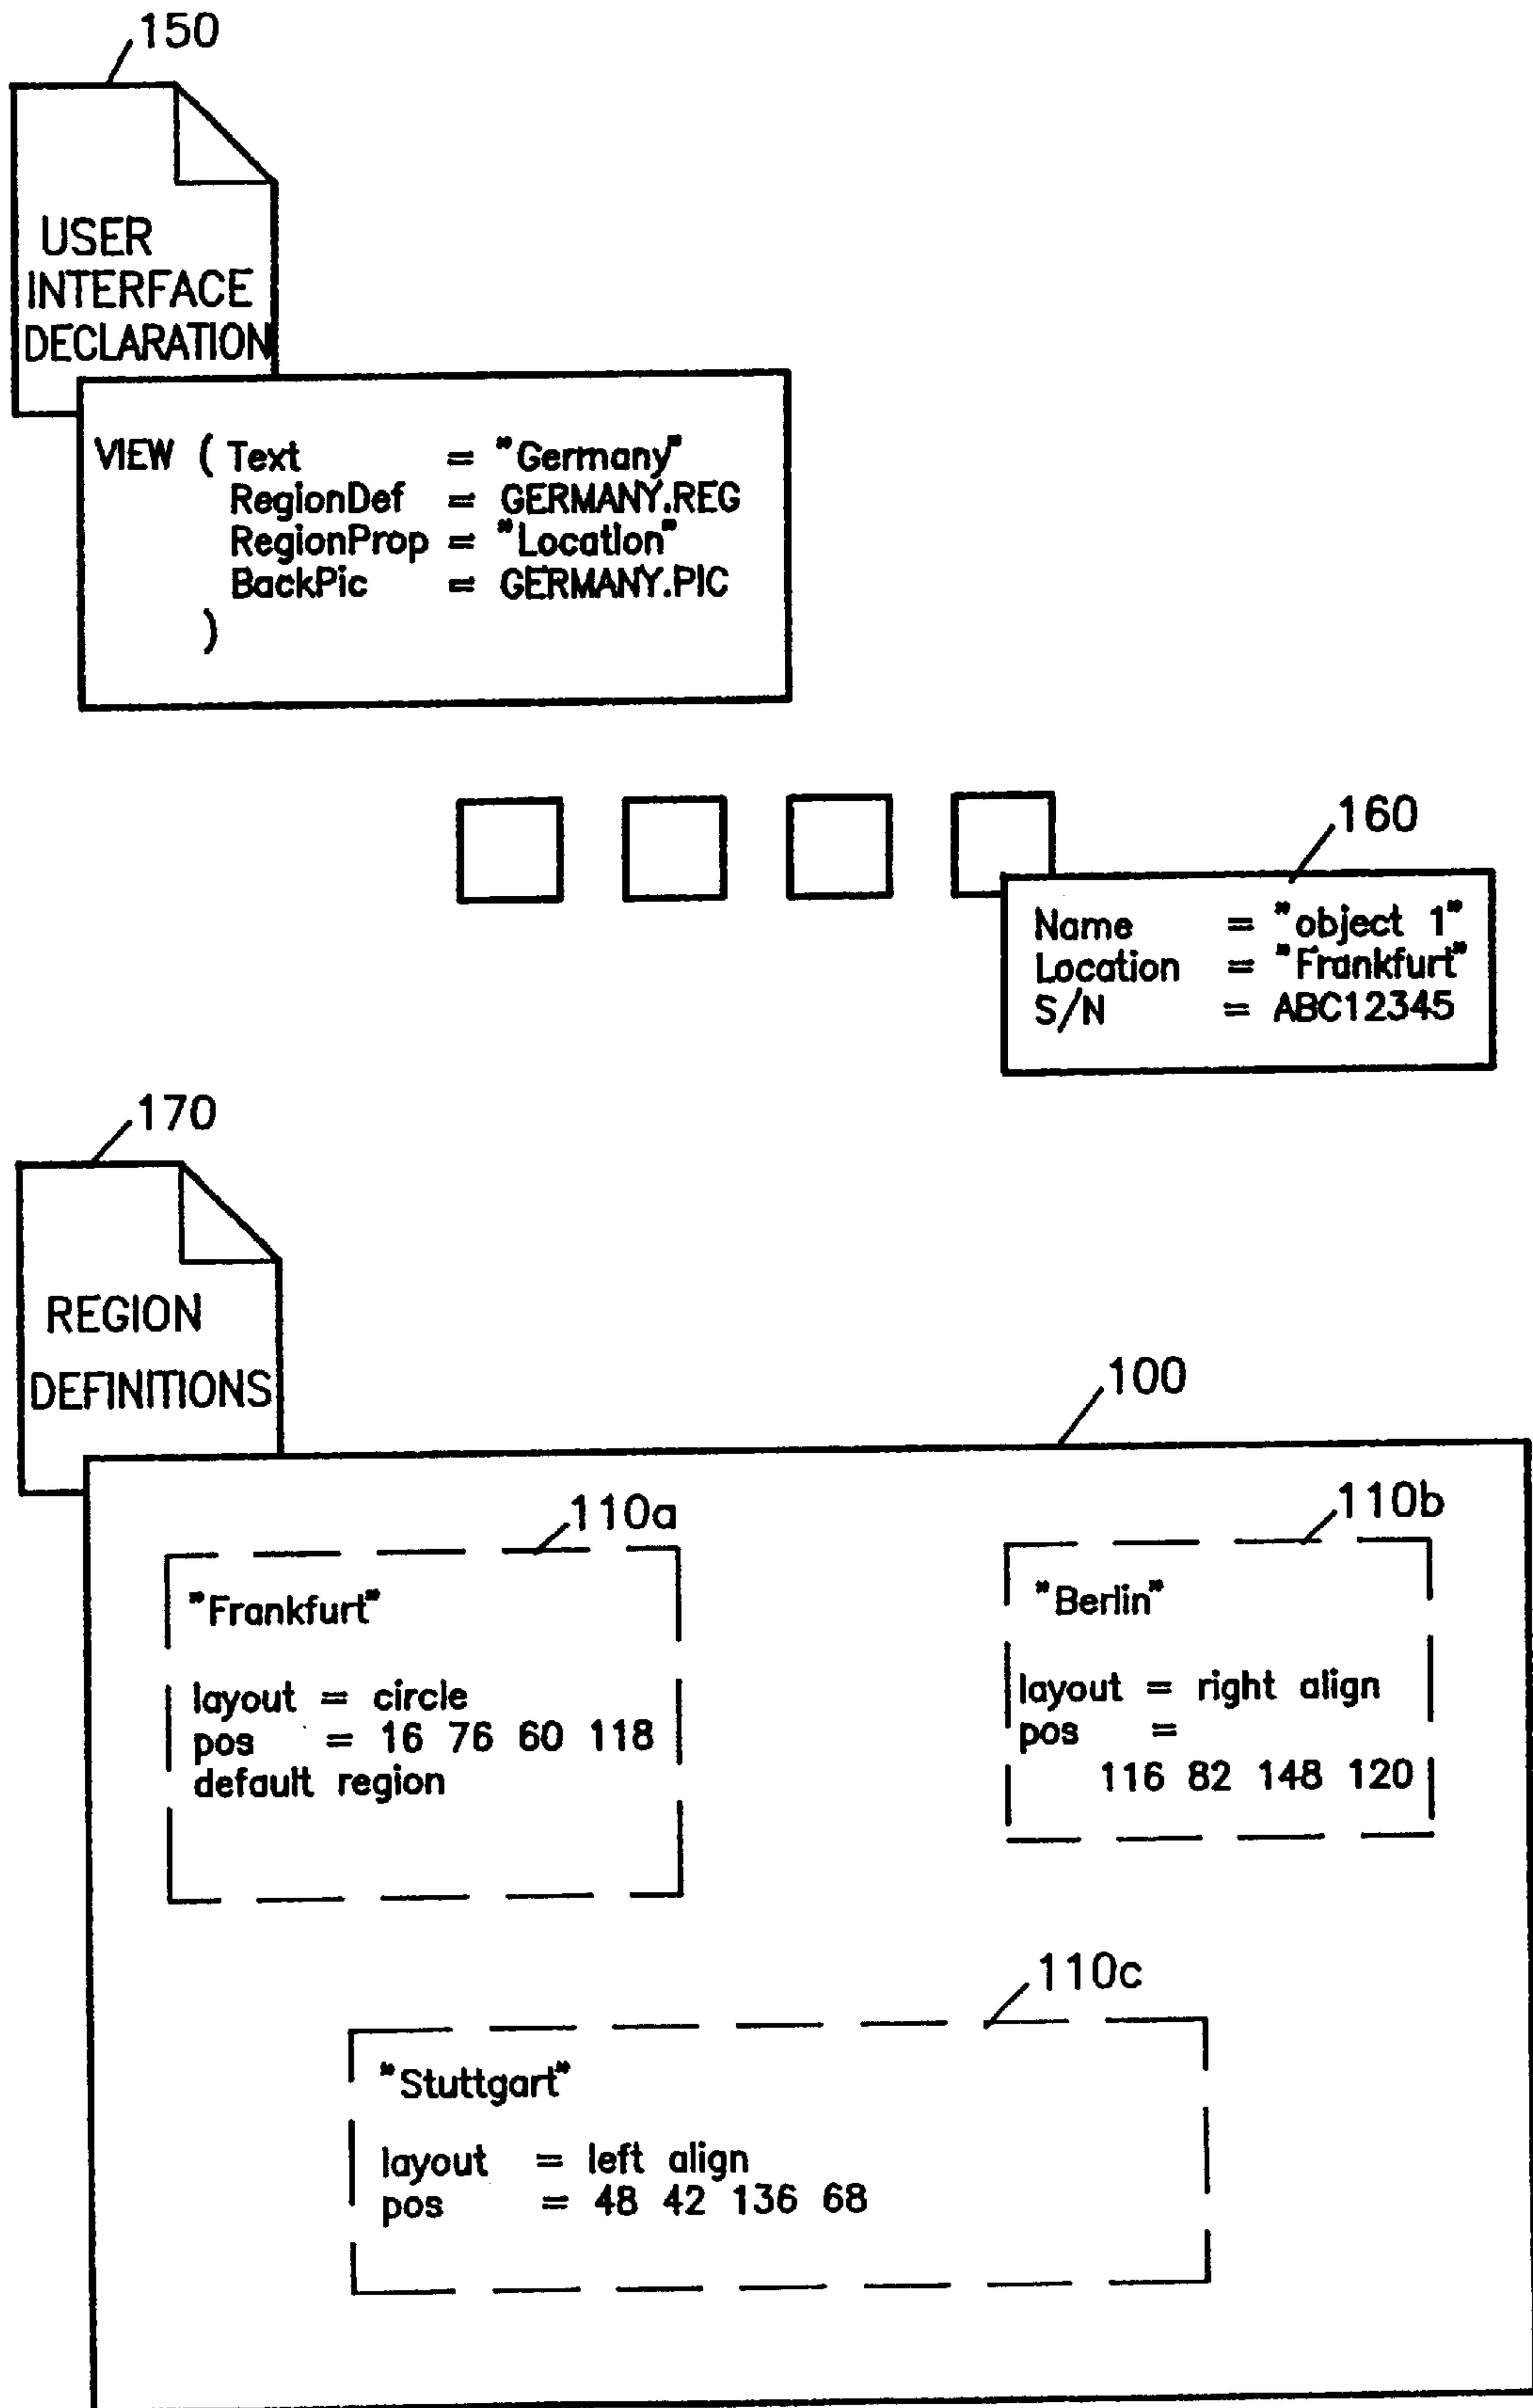 150
USER
INTERFACE
DECLARATION
VIEW ( Text = "Germany"
RegionDef = GERMANY.REG
RegionProp = "Location"
BackPic = GERMANY.PIC
)
160
Name = "object 1"
Location = "Frankfurt"
S/N = ABC12345
170
REGION
DEFINITIONS
100
110a
"Frankfurt"
layout = circle
pos = 16 76 60 118
default region
110b
"Berlin"
layout = right align
pos =
116 82 148 120
110c
"Stuttgart"
layout = left align
pos = 48 42 136 68